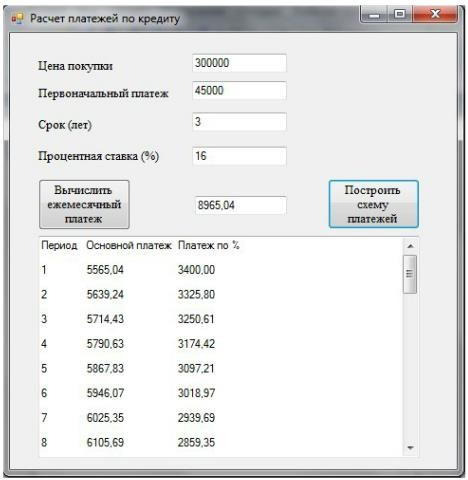 Расчет платежей по кредиту
Цена покупки 300000
Первоначальный платеж 45000
Срок (лет) 3
Процентная ставка (%) 16
Вычислить
ежемесячный
платеж
8965,04
Построить
схему
платежей
Период Основной платеж Платеж по %
1 5565,04 3400,00
2 5639,24 3325,80
3 5714,43 3250,61
4 5790,63 3174,42
5 5867,83 3097,21
6 5946,07 3018,97
7 6025,35 2939,69
8 6105,69 2859,35